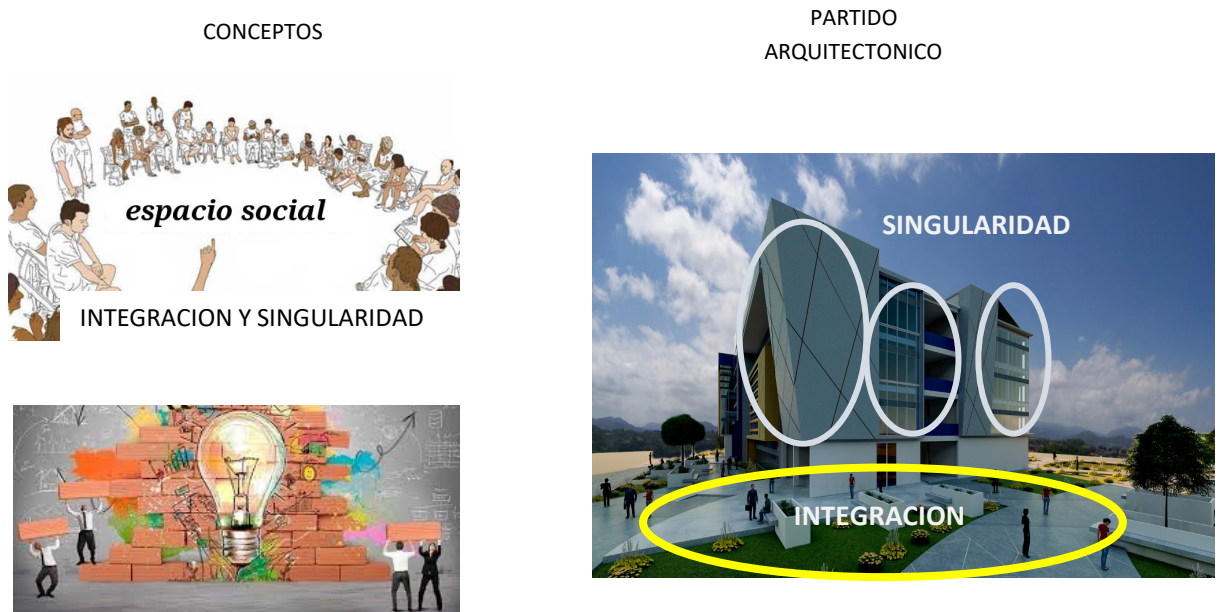 CONCEPTOS
espacio social
INTEGRACION Y SINGULARIDAD
PARTIDO
ARQUITECTONICO
SINGULARIDAD
INTEGRACION